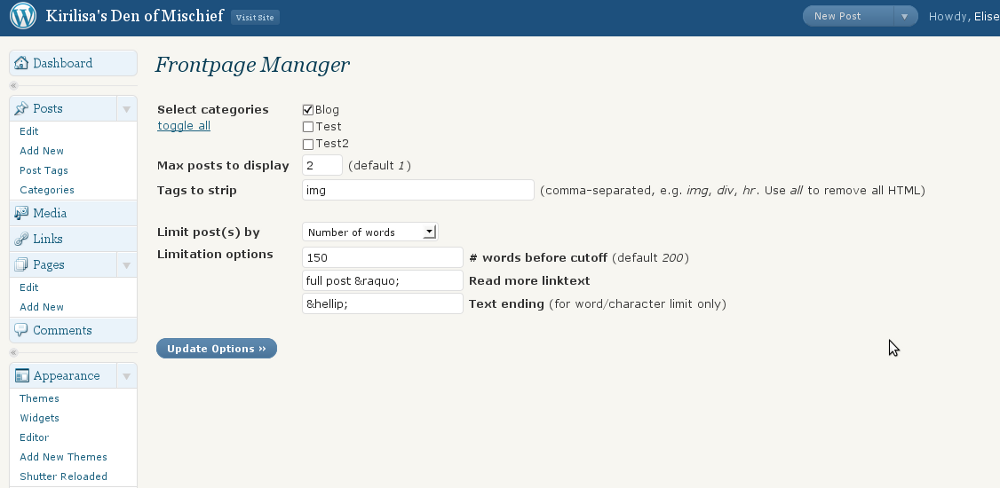 Kirilisa's Den of Mischief Visit Site New Post Howdy, Elise
Dashboard
Posts
Edit
Add New
Post Tags
Categories
Media
Links
Pages
Edit
Add New
Comments
Appearance
Themes
Widgets
Editor
Add New Themes
Shutter Reloaded
Frontpage Manager
Select categories Blog
toggle all Test
Test2
Max posts to display 2 (default 1)
Tags to strip img (comma-separated, e.g. img, div, hr. Use all to remove all HTML)
Limit post(s) by Number of words
Limitation options 150 # words before cutoff (default 200)
full post &raquo; Read more linktext
&hellip; Text ending (for word/character limit only)
Update Options »